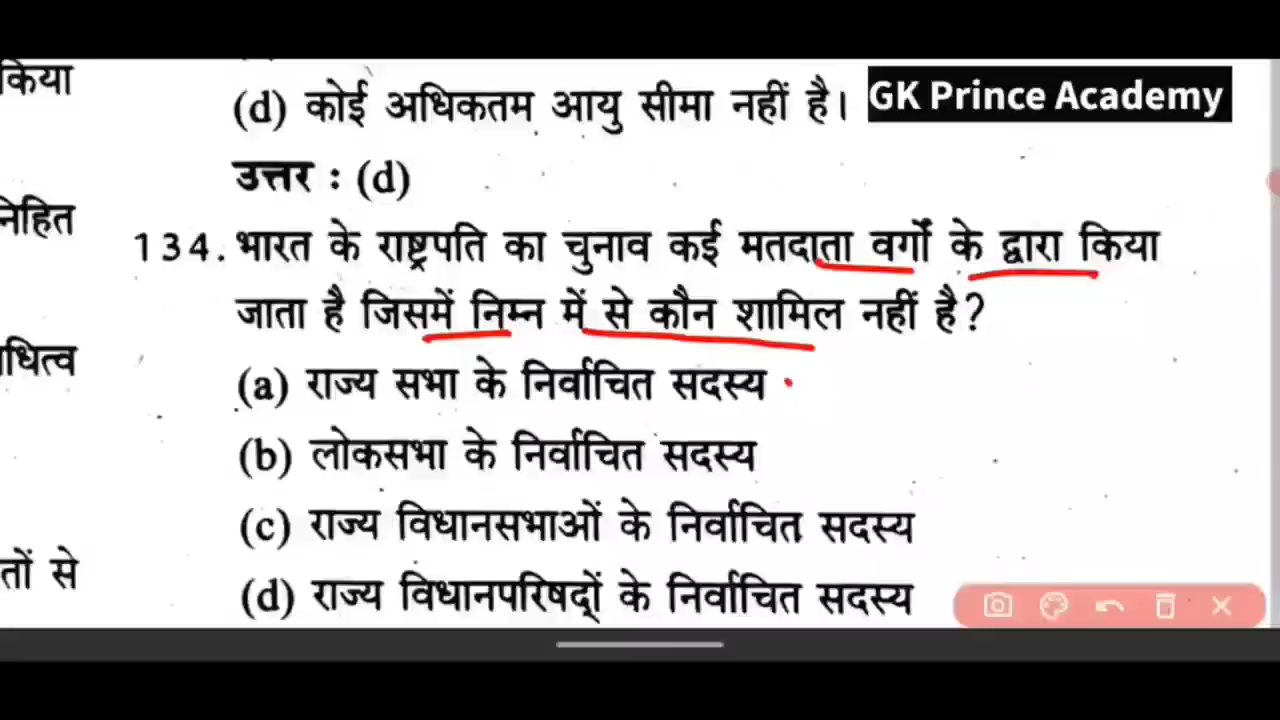 किया
(d) कोई अधिकतम आयु सीमा नहीं है।
GK Prince Academy
उत्तर : (d)
निहित
134. भारत के राष्ट्रपति का चुनाव कई मतदाता वर्गों के द्वारा किया
जाता है जिसमें निम्न में से कौन शामिल नहीं है?
(a) राज्य सभा के निर्वाचित सदस्य
(b) लोकसभा के निर्वाचित सदस्य
(c) राज्य विधानसभाओं के निर्वाचित सदस्य
तों से
(d) राज्य विधानपरिषदों के निर्वाचित सदस्य